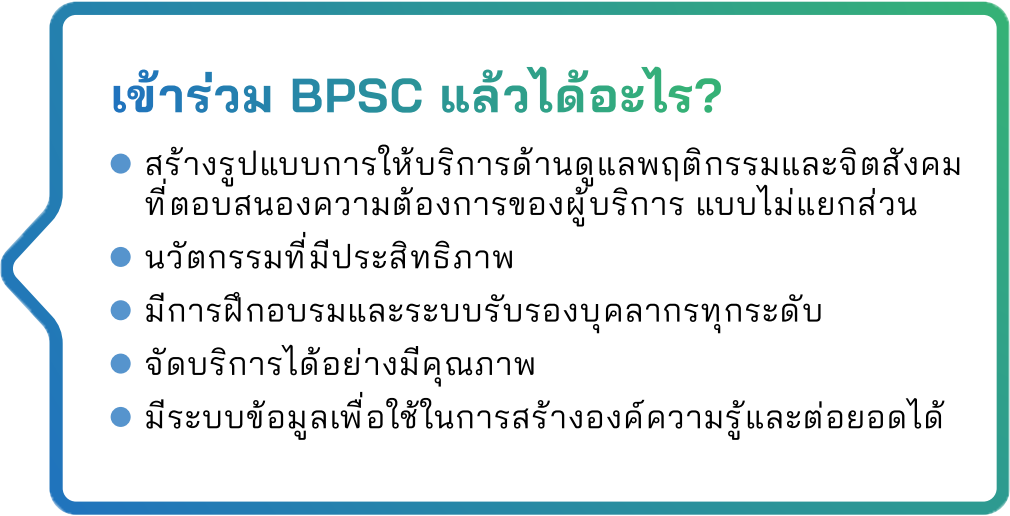 เข้าร่วม BPSC แล้วได้อะไร?
สร้างรูปแบบการให้บริการด้านดูแลพฤติกรรมและจิตสังคม
ที่ตอบสนองความต้องการของผู้บริการ แบบไม่แยกส่วน
นวัตกรรมที่มีประสิทธิภาพ
มีการฝึกอบรมและระบบรับรองบุคลากรทุกระดับ
จัดบริการได้อย่างมีคุณภาพ
มีระบบข้อมูลเพื่อใช้ในการสร้างองค์ความรู้และต่อยอดได้